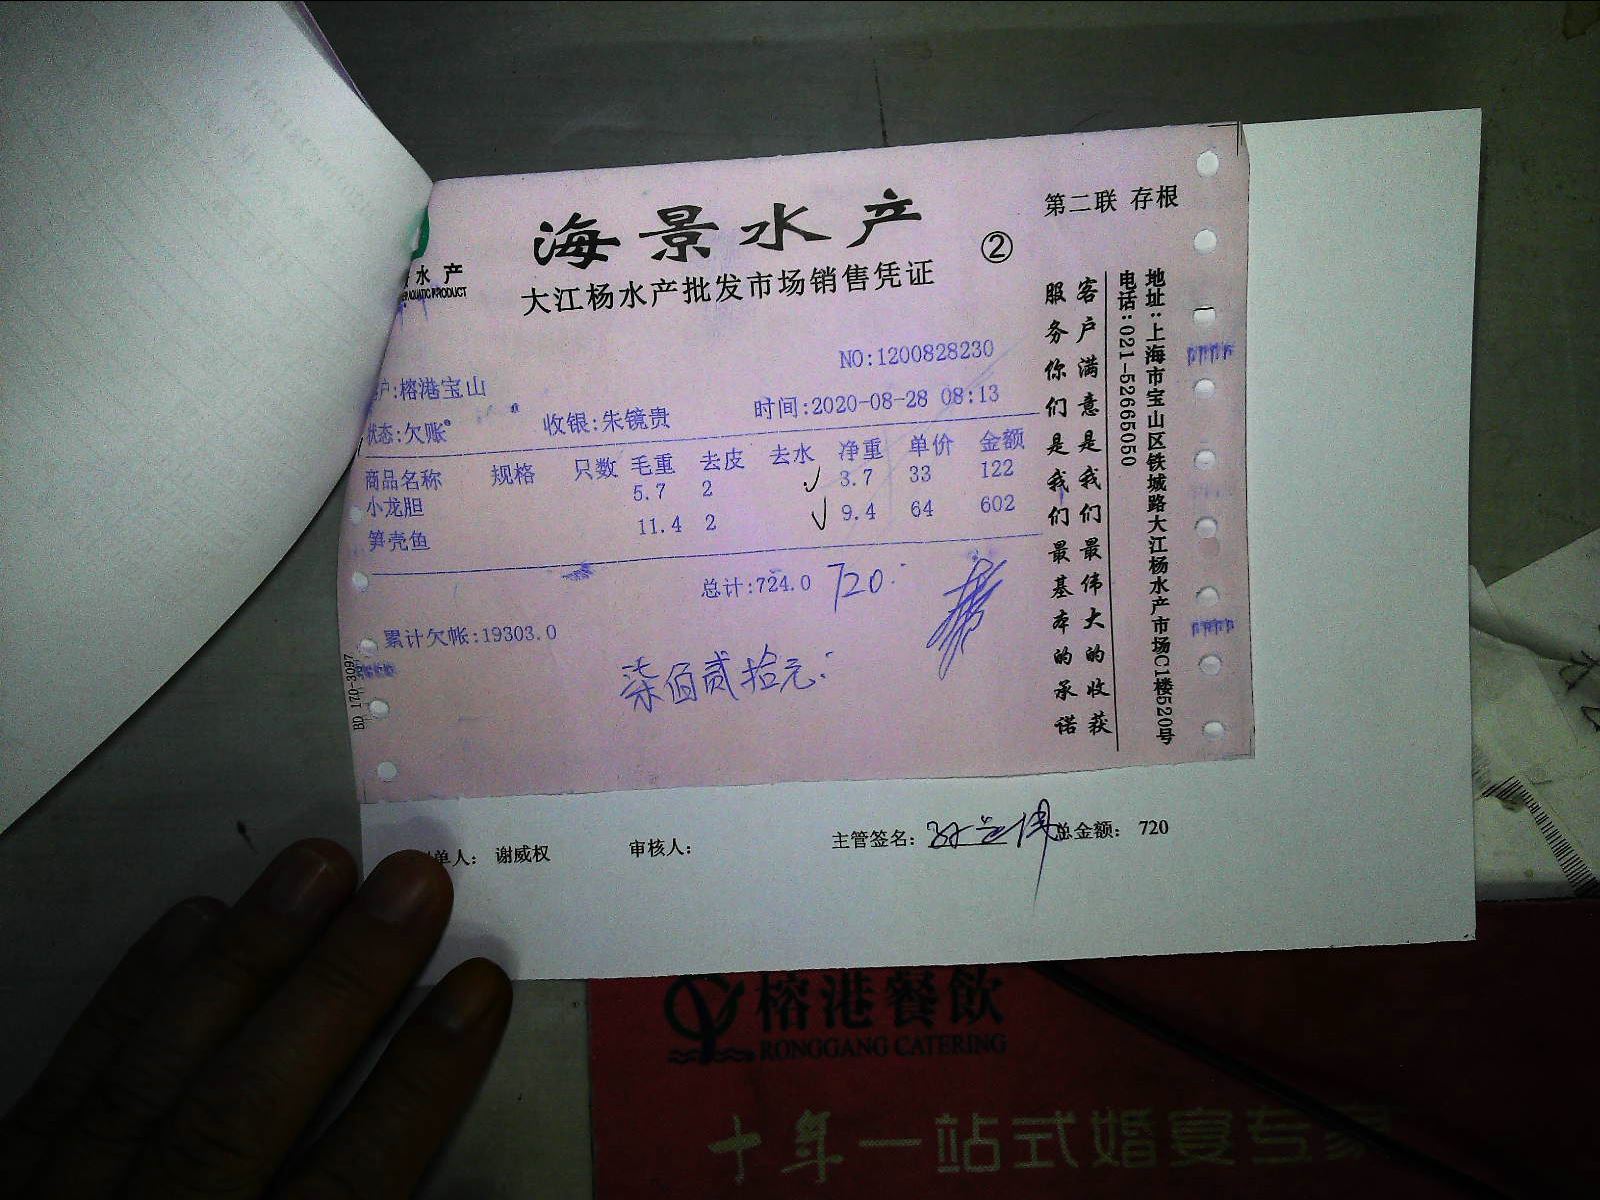 海景水产
②
第二联 存根
水产
大江杨水产批发市场销售凭证
NO:1200828230
户:榕港宝山
状态:欠账
收银:朱镜贵
时间:2020-08-28 08:13
商品名称 规格 只数 毛重 去皮 去水 净重 单价 金额
小龙胆 5.7 2 3.7 33 122
笋壳鱼 11.4 2 9.4 64 602
总计:724.0 720
累计欠帐:19303.0
柒佰贰拾元
客户满意是我们最伟大的收获
服务你们是我们最基本的承诺
地址:上海市宝山区铁城路大江杨水产市场C1楼520号
电话:021-52665050
BD 170-3097
单人: 谢威权 审核人: 主管签名: 总金额: 720
榕港餐飲
RONGGANG CATERING
十年一站式婚宴专家